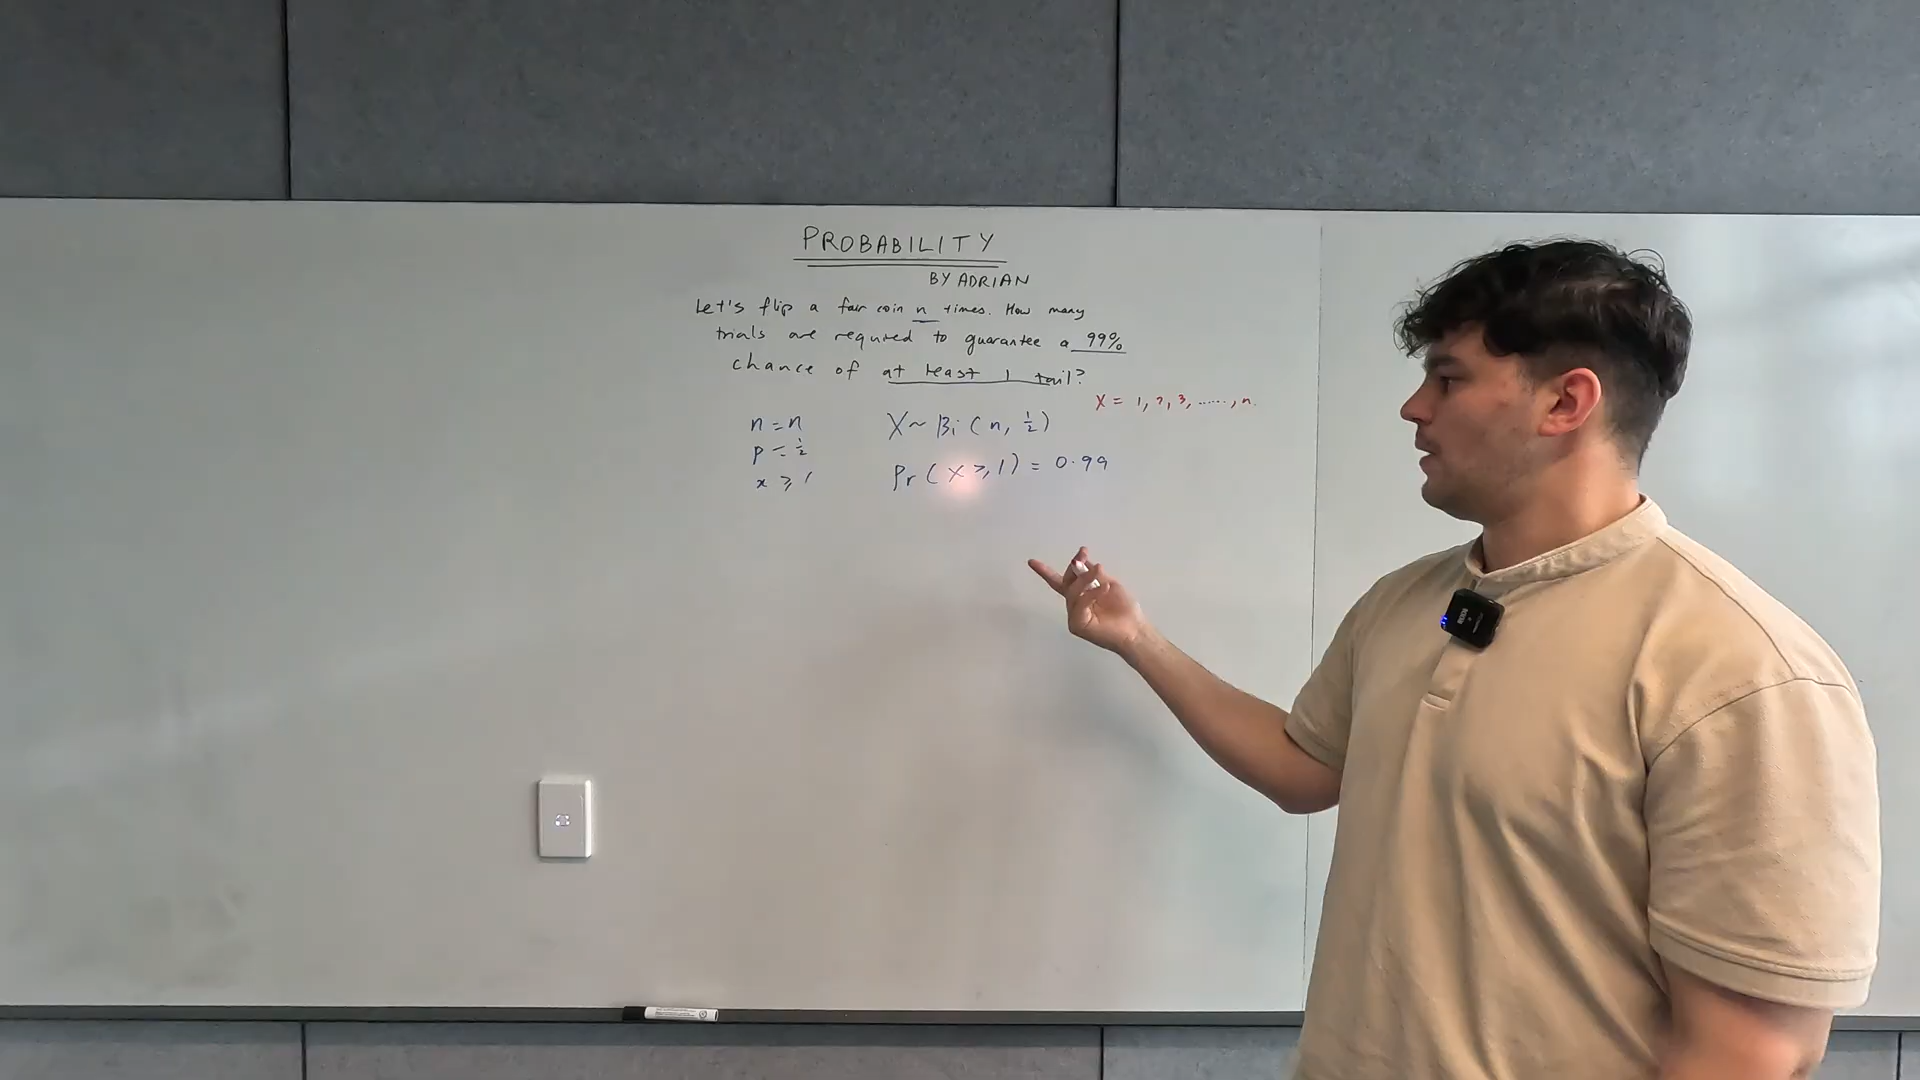 PROBABILITY
BY ADRIAN
Let's flip a fair coin n times. How many
trials are required to guarantee a 99%
chance of at least 1 tail?
X = 1, 2, 3, ......, n.
n = n
p = 1/2
x ≥ 1
X ~ Bi (n, 1/2)
Pr (X ≥ 1) = 0.99